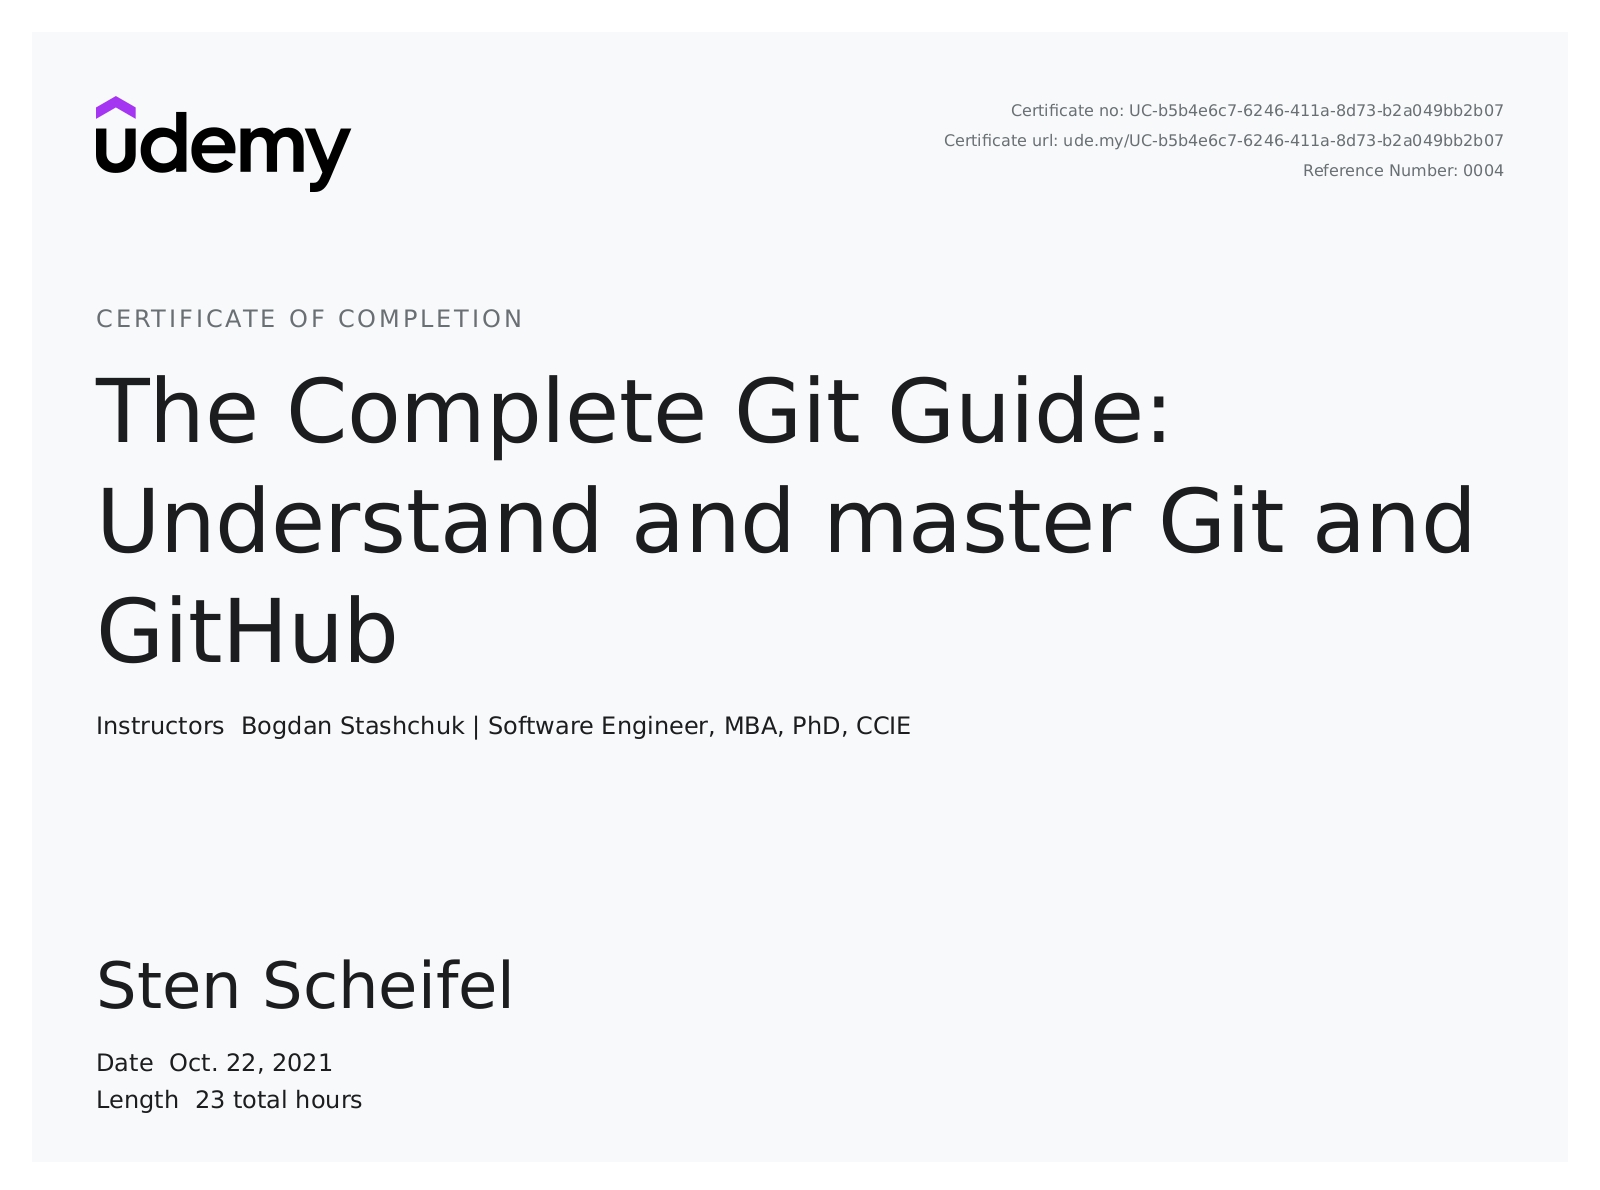 udemy
Certificate no: UC-b5b4e6c7-6246-411a-8d73-b2a049bb2b07
Certificate url: ude.my/UC-b5b4e6c7-6246-411a-8d73-b2a049bb2b07
Reference Number: 0004
CERTIFICATE OF COMPLETION
The Complete Git Guide:
Understand and master Git and
GitHub
Instructors Bogdan Stashchuk | Software Engineer, MBA, PhD, CCIE
Sten Scheifel
Date Oct. 22, 2021
Length 23 total hours